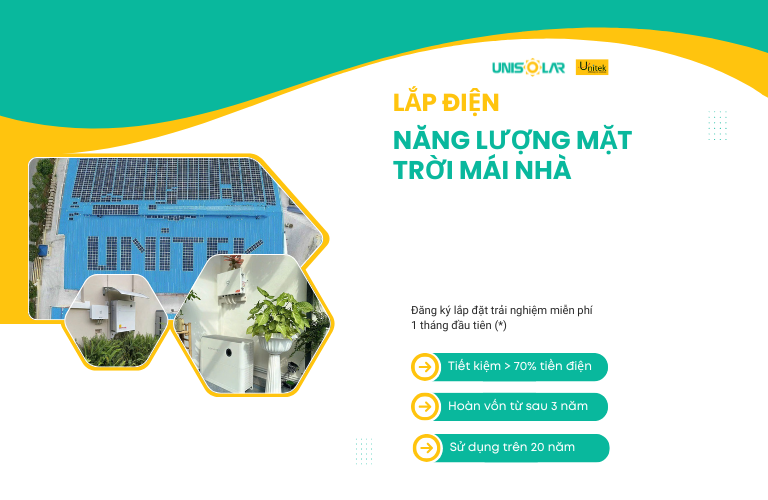 UNISOLAR Unitek
LẮP ĐIỆN
NĂNG LƯỢNG MẶT
TRỜI MÁI NHÀ
UNITEK
Đăng ký lắp đặt trải nghiệm miễn phí
1 tháng đầu tiên (*)
Tiết kiệm > 70% tiền điện
Hoàn vốn từ sau 3 năm
Sử dụng trên 20 năm